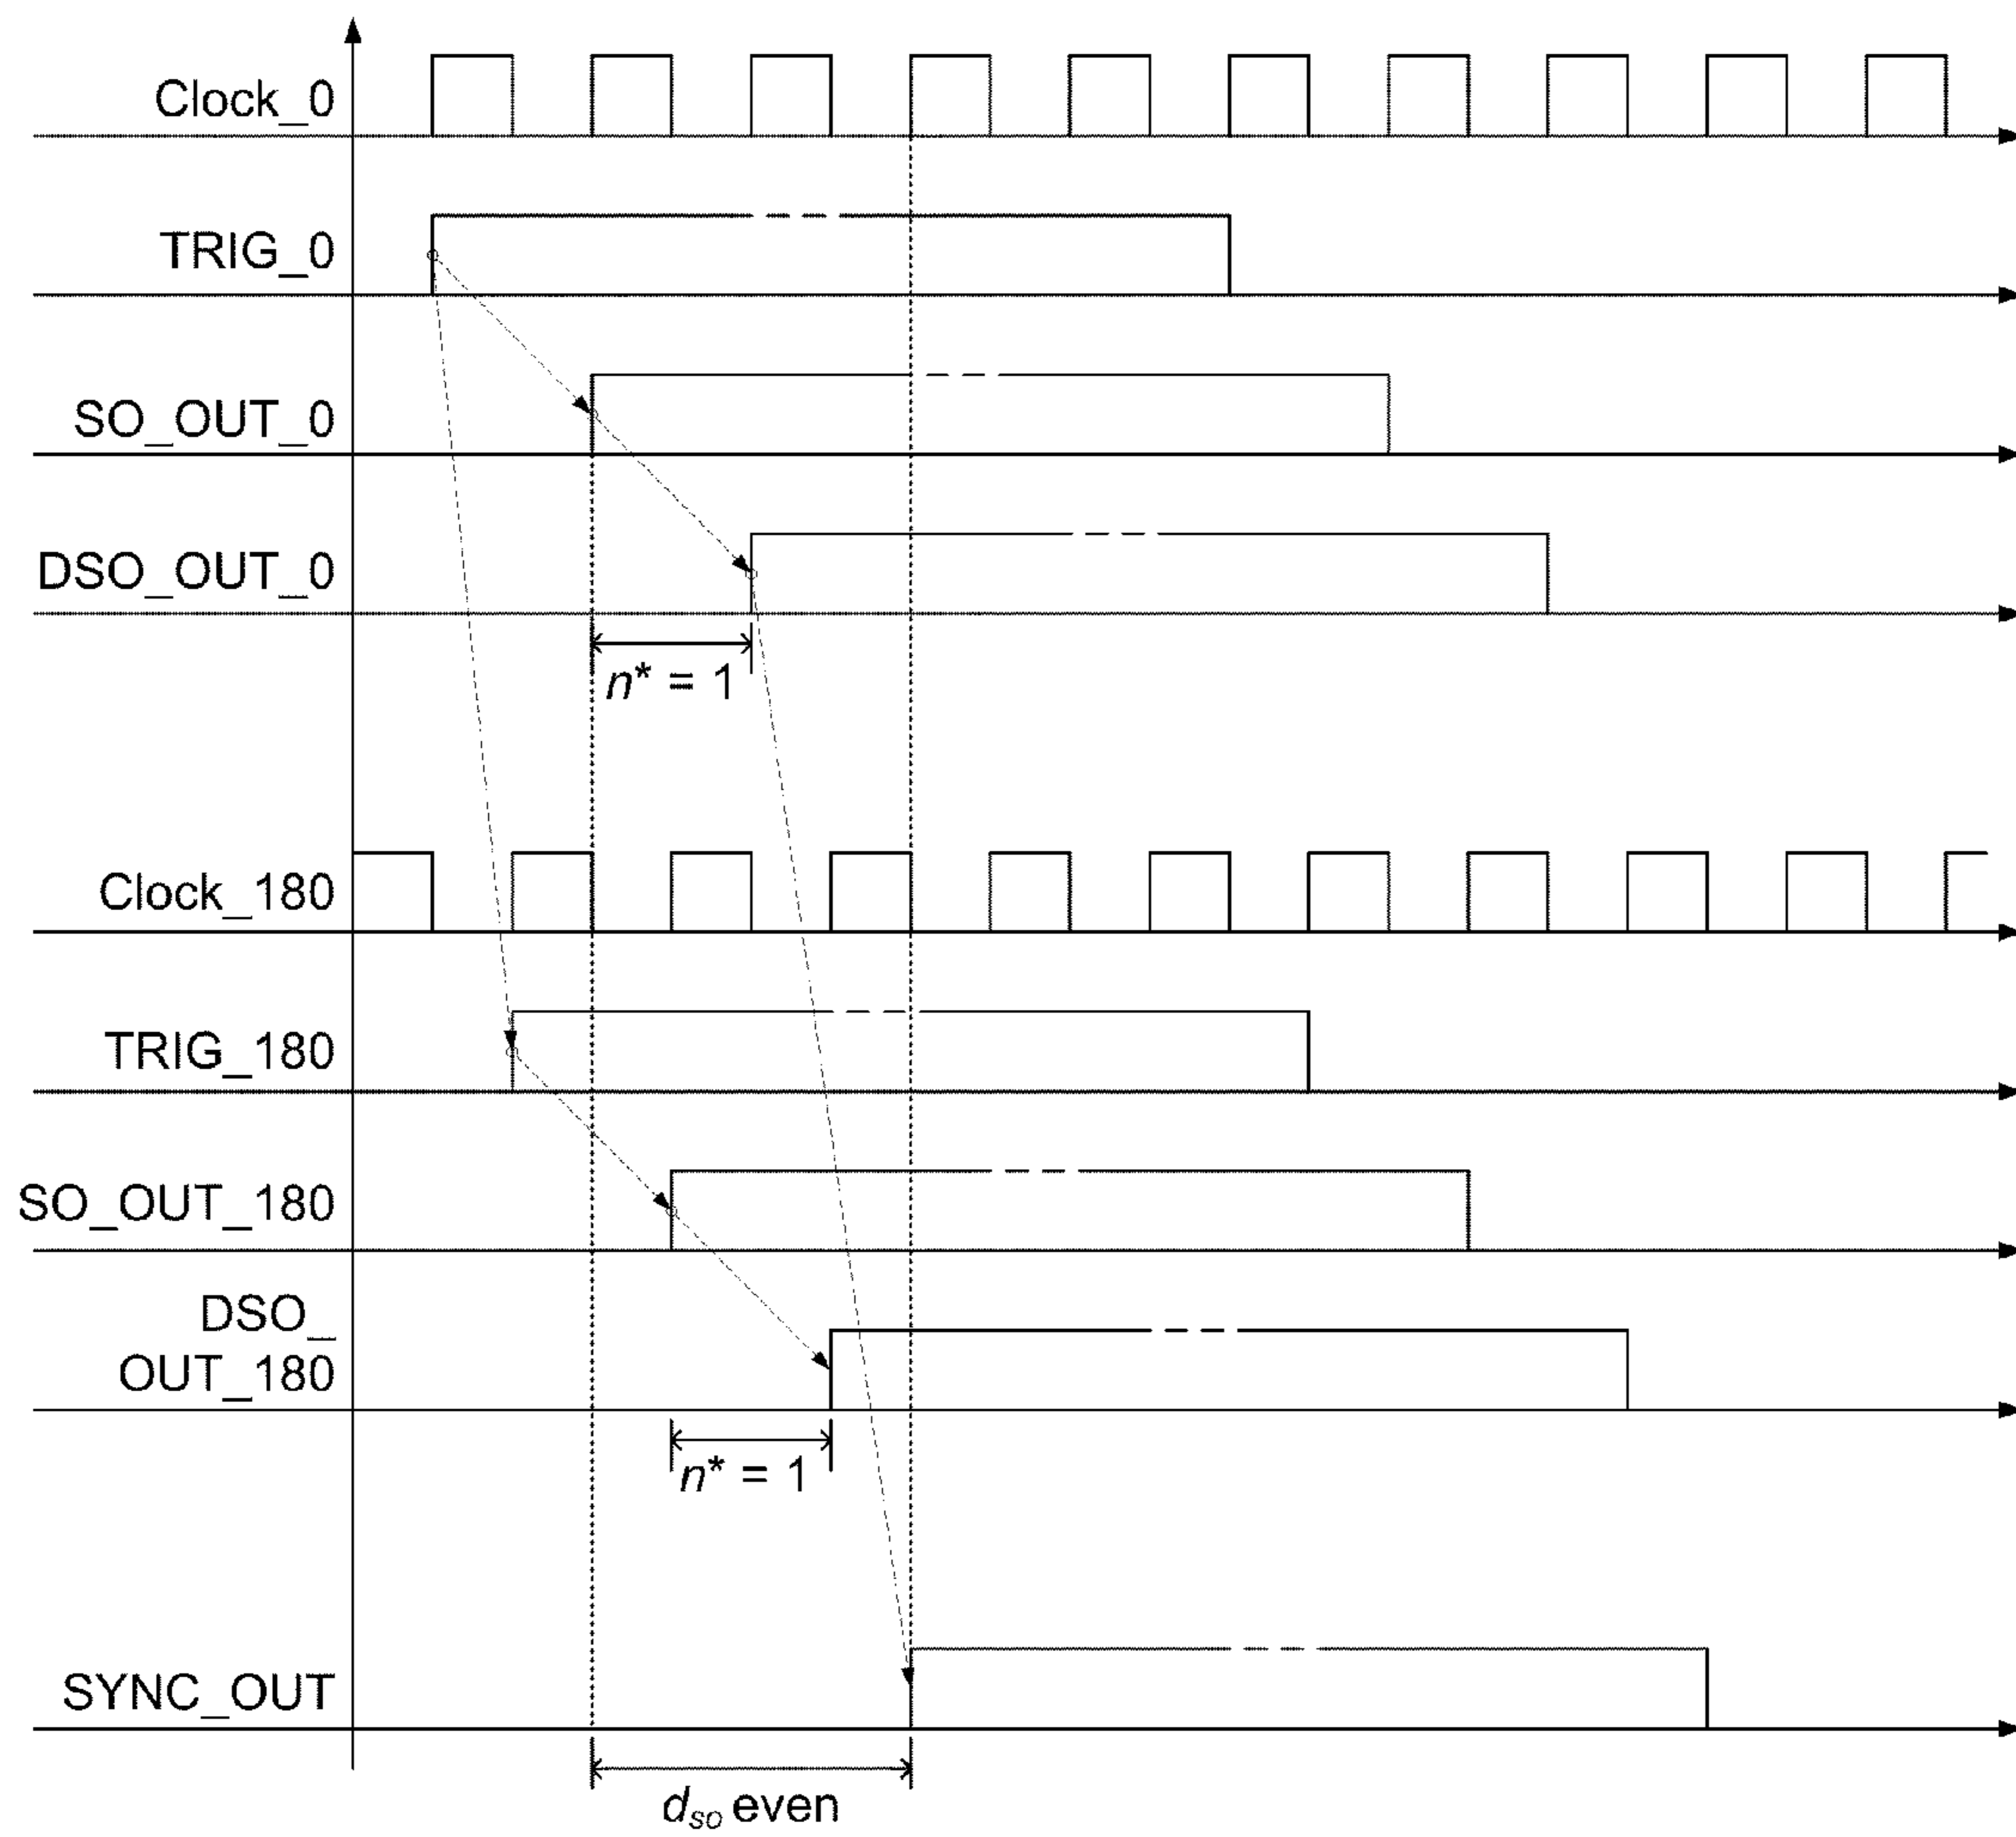 Clock_0
TRIG_0
SO_OUT_0
DSO_OUT_0
n* = 1
Clock_180
TRIG_180
SO_OUT_180
DSO_
OUT_180
n* = 1
SYNC_OUT
dso even